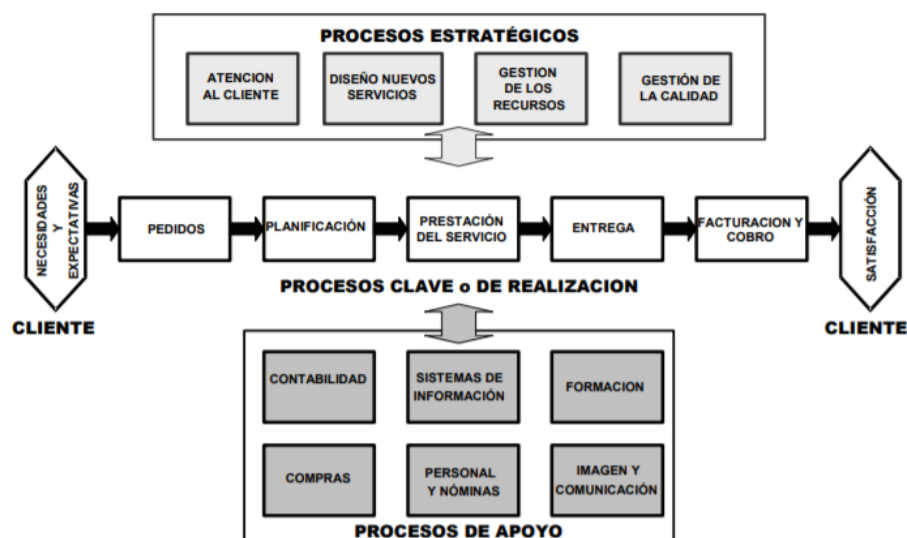 PROCESOS ESTRATÉGICOS
ATENCION
AL CLIENTE
DISEÑO NUEVOS
SERVICIOS
GESTION
DE LOS
RECURSOS
GESTIÓN DE
LA CALIDAD
NECESIDADES
Y
EXPECTATIVAS
PEDIDOS
PLANIFICACIÓN
PRESTACIÓN
DEL SERVICIO
ENTREGA
FACTURACION Y
COBRO
SATISFACCIÓN
PROCESOS CLAVE o DE REALIZACION
CLIENTE
CLIENTE
CONTABILIDAD
SISTEMAS DE
INFORMACIÓN
FORMACION
COMPRAS
PERSONAL
Y NÓMINAS
IMAGEN Y
COMUNICACIÓN
PROCESOS DE APOYO